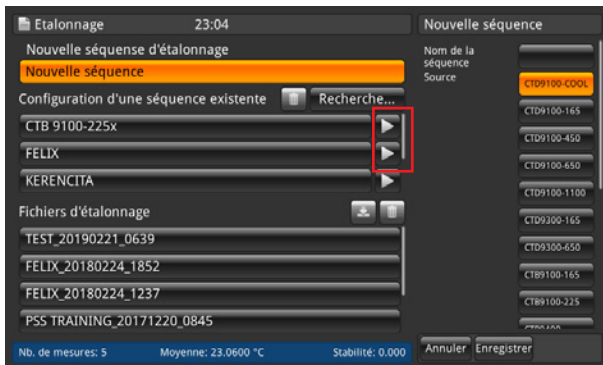 Etalonnage 23:04
Nouvelle séquense d'étalonnage
Nouvelle séquence
Configuration d'une séquence existente Recherche...
CTB 9100-225x
FELIX
KERENCITA
Fichiers d'étalonnage
TEST_20190221_0639
FELIX_20180224_1852
FELIX_20180224_1237
PSS TRAINING_20171220_0845
Nb. de mesures: 5 Moyenne: 23.0600 °C Stabilité: 0.000
Nouvelle séquence
Nom de la
séquence
Source
CTD9100-COOL
CTD9100-165
CTD9100-450
CTD9100-650
CTD9100-1100
CTD9300-165
CTD9300-650
CTB9100-165
CTB9100-225
Annuler Enregistrer